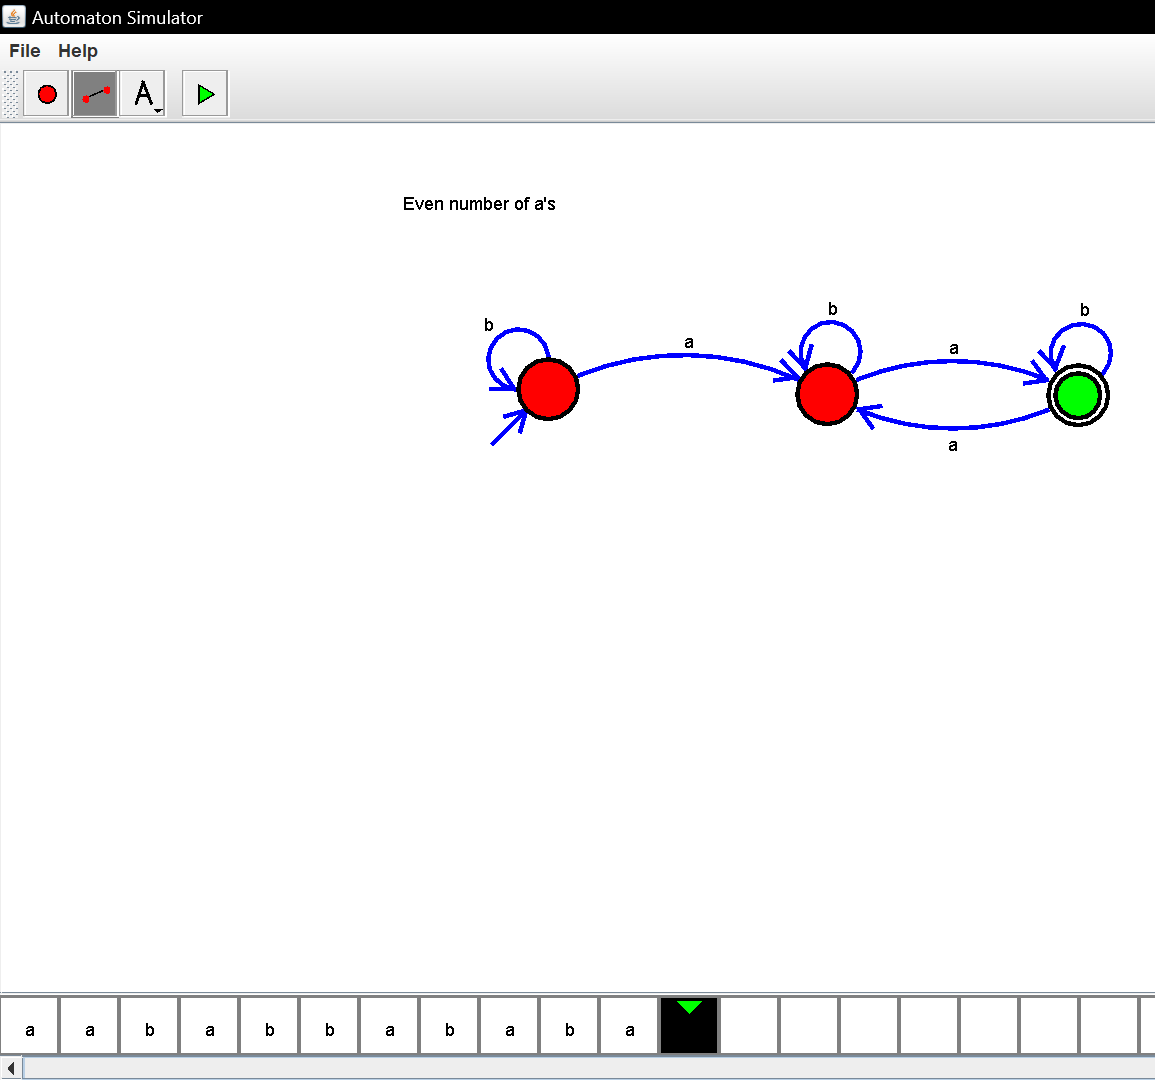 Automaton Simulator
File Help
A
Even number of a's
b a b a b
a
a a b a b b a b a b a